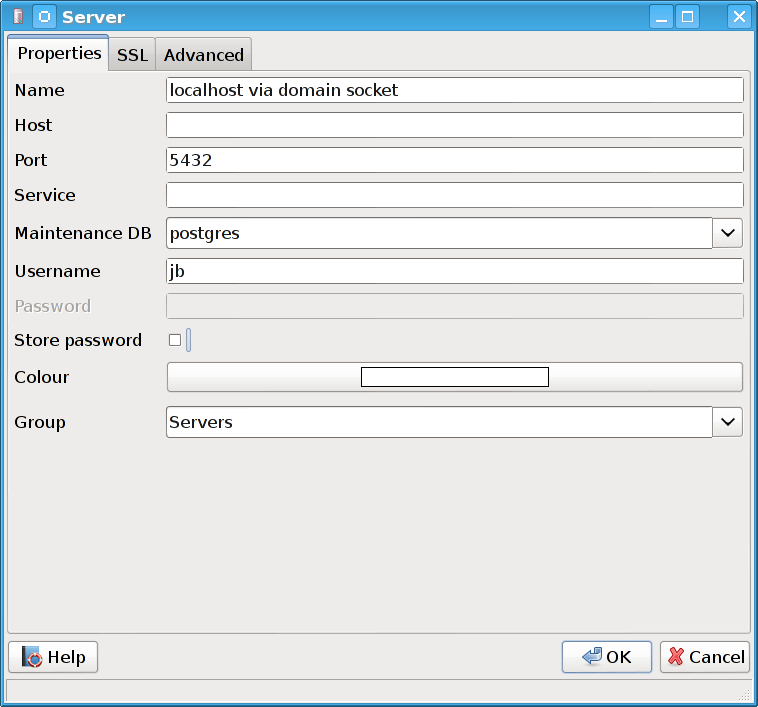 Server
Properties SSL Advanced
Name localhost via domain socket
Host
Port 5432
Service
Maintenance DB postgres
Username jb
Password
Store password
Colour
Group Servers
Help OK Cancel